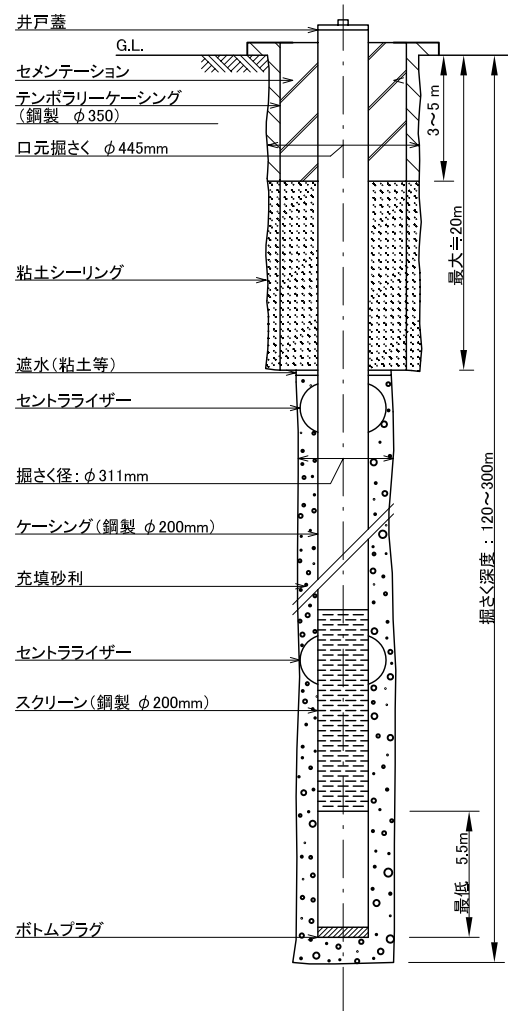 井戸蓋
G.L.
セメンテーション
テンポラリーケーシング
(鋼製 φ350)
口元掘さく φ445mm
3～5 m
最大≒20m
粘土シーリング
遮水(粘土等)
セントラライザー
掘さく径：φ311mm
ケーシング(鋼製 φ200mm)
掘さく深度：120～300m
充填砂利
セントラライザー
スクリーン(鋼製 φ200mm)
最低 5.5m
ボトムプラグ